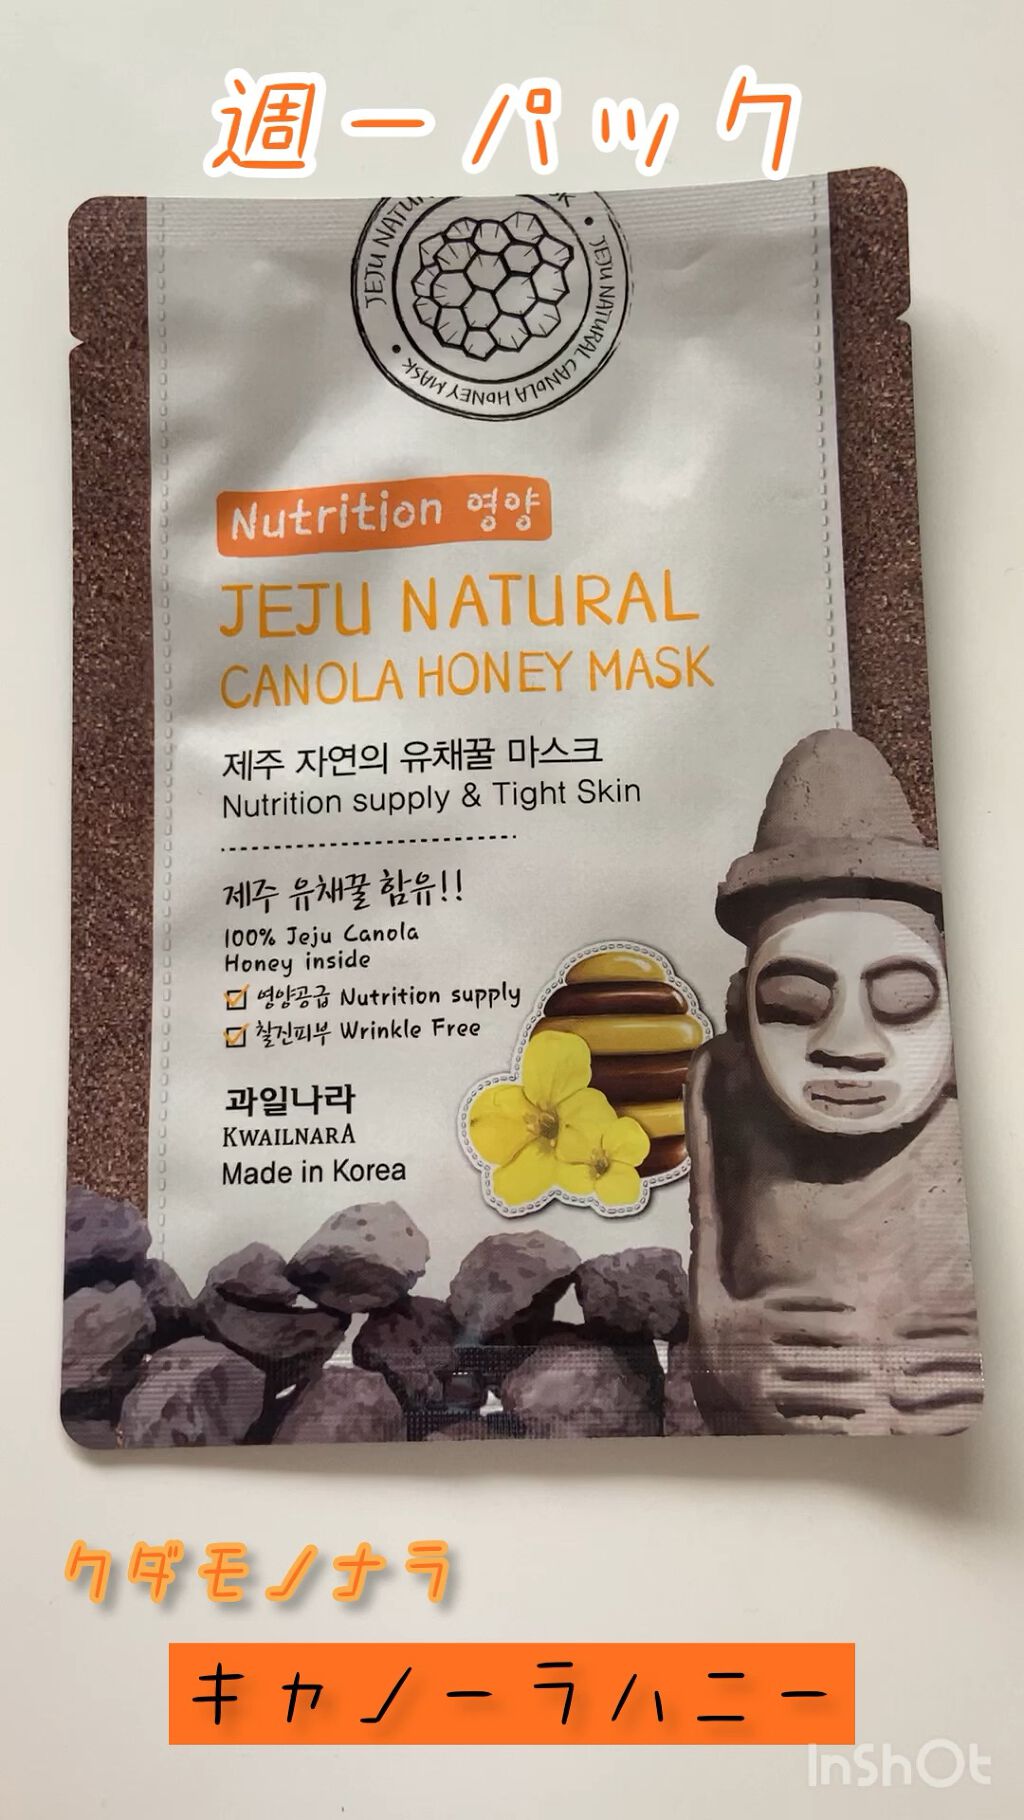 週一パック
JEJU NATURAL CANOLA HONEY MASK
Nutrition 영양
JEJU NATURAL
CANOLA HONEY MASK
제주 자연의 유채꿀 마스크
Nutrition supply & Tight Skin
제주 유채꿀 함유!!
100% Jeju Canola
Honey inside
영양공급 Nutrition supply
찰진피부 Wrinkle Free
과일나라
KWAILNARA
Made in Korea
クダモノナラ
キャノーラハニー
InShOt